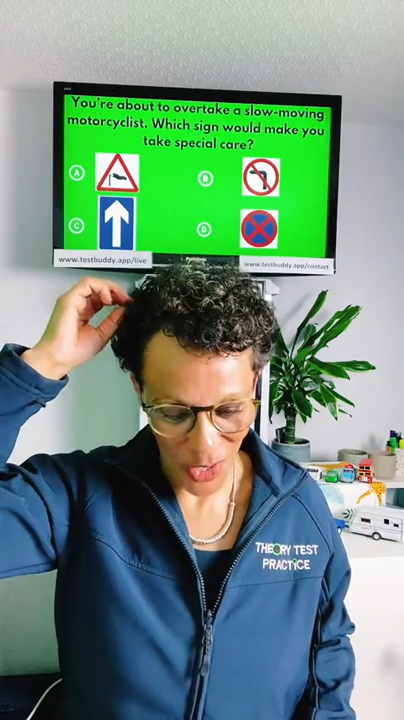 You're about to overtake a slow-moving
motorcyclist. Which sign would make you
take special care?
A
B
C
D
www.testbuddy.app/live
Panasonic
www.testbuddy.app/contact
THEORY TEST
PRACTICE